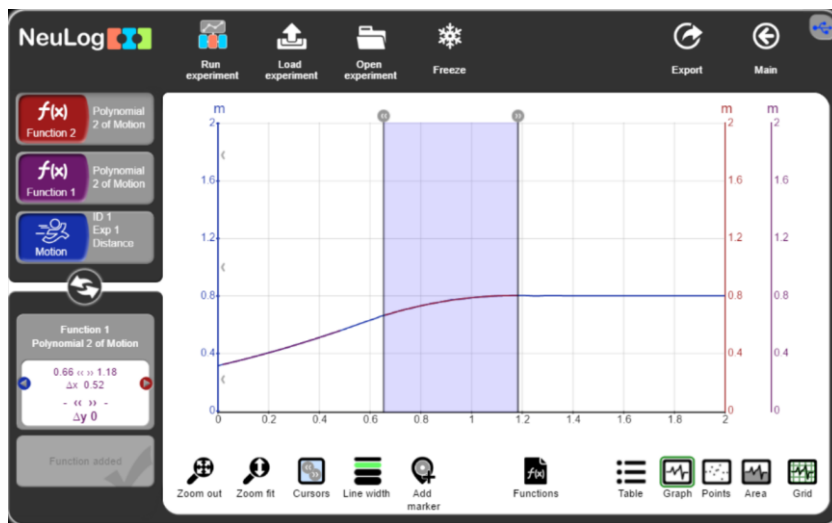 NeuLog
Run
experiment
Load
experiment
Open
experiment
Freeze
Export
Main
f(x)
Function 2
Polynomial
2 of Motion
f(x)
Function 1
Polynomial
2 of Motion
Motion
ID 1
Exp 1
Distance
Function 1
Polynomial 2 of Motion
0.66 « » 1.18
Δx 0.52
- « » -
Δy 0
Function added
m
2
1.6
1.2
0.8
0.4
0
« »
m
2
1.6
1.2
0.8
0.4
0
m
2
1.6
1.2
0.8
0.4
0
0 0.2 0.4 0.6 0.8 1 1.2 1.4 1.6 1.8 2
Zoom out
Zoom fit
Cursors
Line width
Add
marker
f(x)
Functions
Table
Graph
Points
Area
Grid